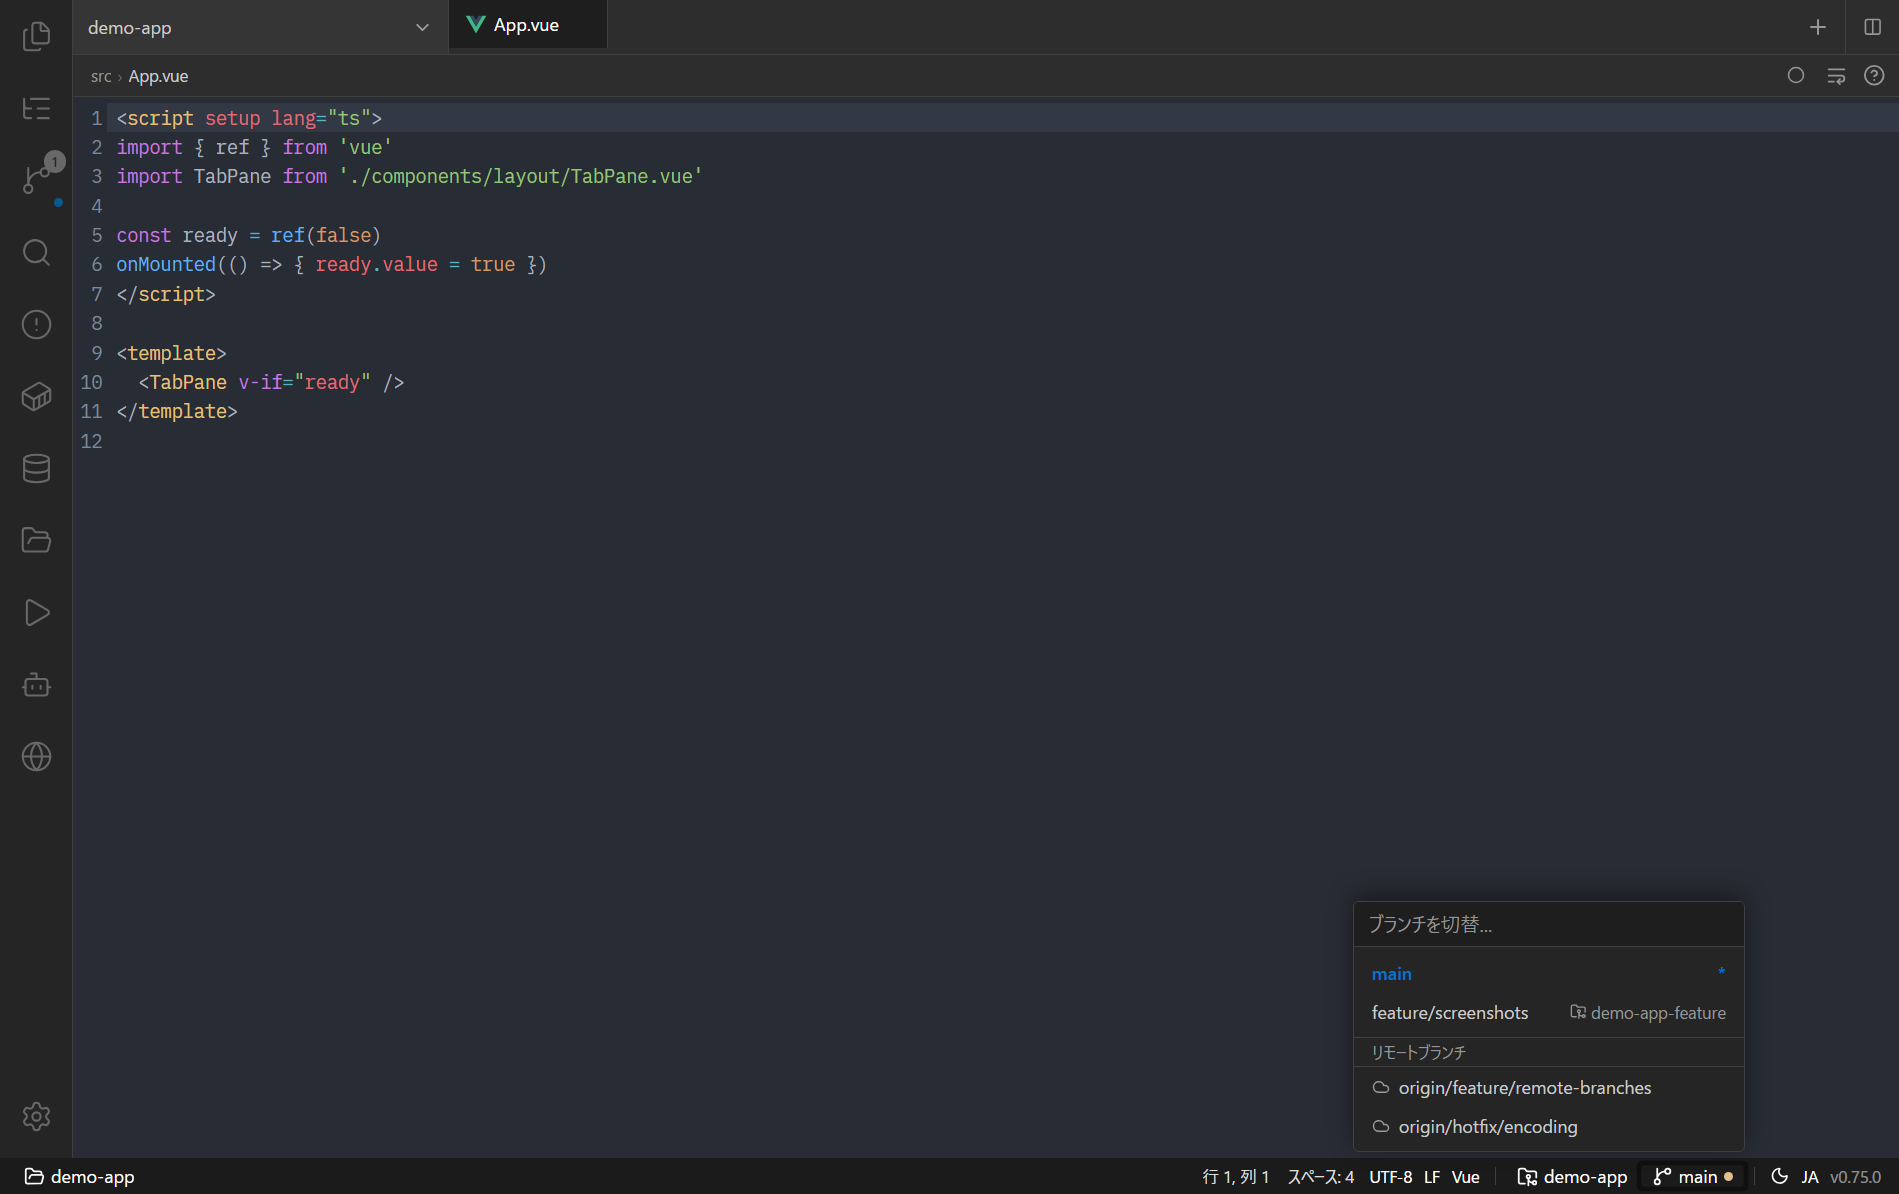 demo-app
App.vue
src › App.vue
1
1 <script setup lang="ts">
2 import { ref } from 'vue'
3 import TabPane from './components/layout/TabPane.vue'
4
5 const ready = ref(false)
6 onMounted(() => { ready.value = true })
7 </script>
8
9 <template>
10   <TabPane v-if="ready" />
11 </template>
12
ブランチを切替...
main *
feature/screenshots demo-app-feature
リモートブランチ
origin/feature/remote-branches
origin/hotfix/encoding
demo-app 行 1, 列 1 スペース: 4 UTF-8 LF Vue demo-app main JA v0.75.0